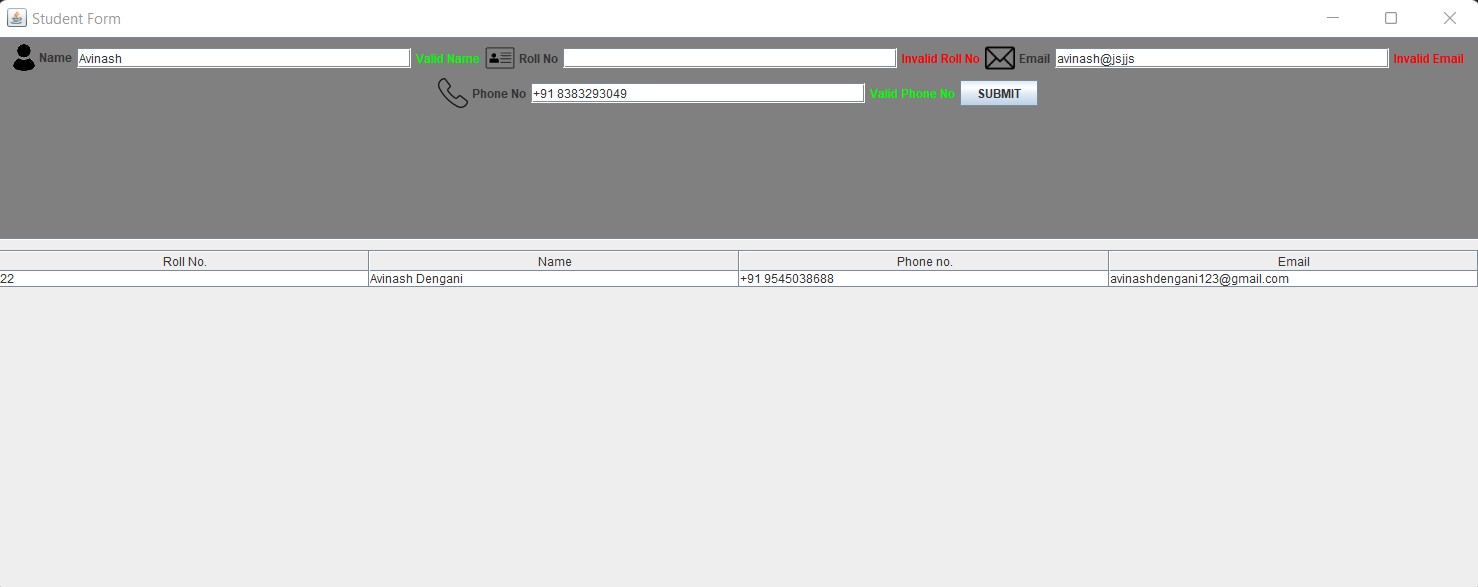 Student Form
Name Avinash Valid Name Roll No Invalid Roll No Email avinash@jsjjs Invalid Email
Phone No +91 8383293049 Valid Phone No SUBMIT
Roll No. Name Phone no. Email
22 Avinash Dengani +91 9545038688 avinashdengani123@gmail.com